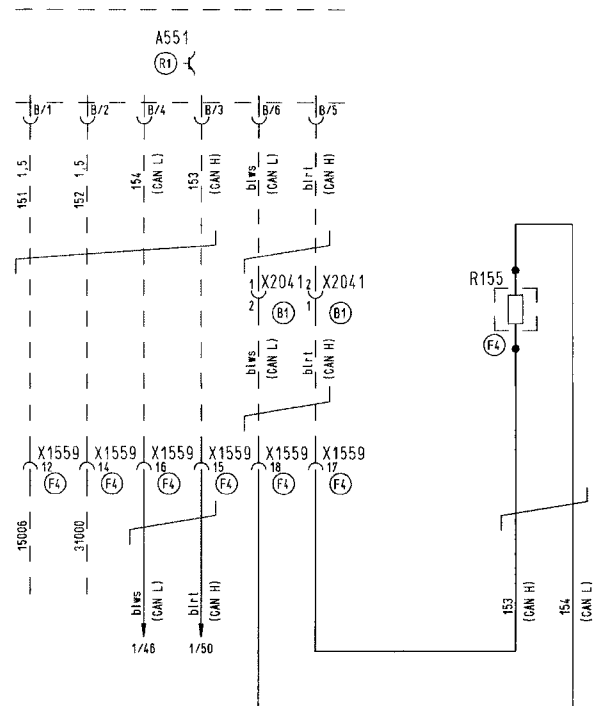 A551
R1
B/1 B/2 B/4 B/3 B/6 B/5
151 1,5
152 1,5
154 (CAN L)
153 (CAN H)
blws (CAN L)
blrt (CAN H)
1 X2041 2 X2041
2 B1 1 B1
R155
F4
blws (CAN L)
blrt (CAN H)
X1559 X1559 X1559 X1559 X1559 X1559
12 14 16 15 18 17
F4 F4 F4 F4 F4 F4
15006
31000
blws (CAN L)
blrt (CAN H)
153 (CAN H)
154 (CAN L)
1/46 1/50